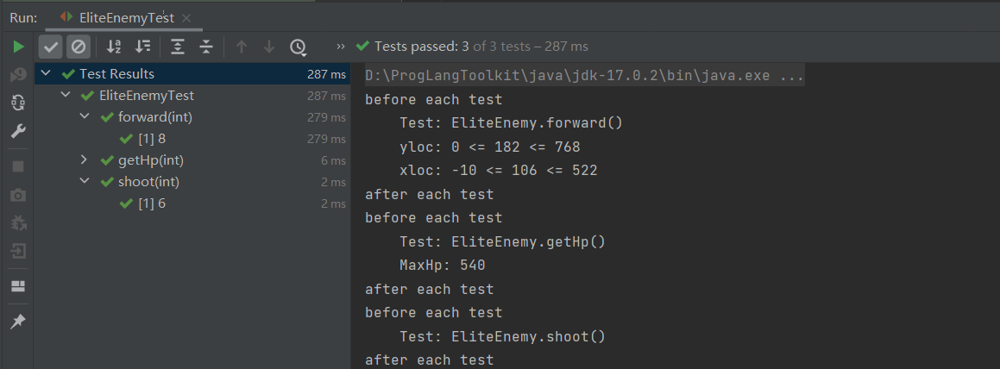 Run: EliteEnemyTest
Tests passed: 3 of 3 tests – 287 ms
Test Results 287 ms
EliteEnemyTest 287 ms
forward(int) 279 ms
[1] 8 279 ms
getHp(int) 6 ms
shoot(int) 2 ms
[1] 6 2 ms
D:\ProgLangToolkit\java\jdk-17.0.2\bin\java.exe ...
before each test
Test: EliteEnemy.forward()
yloc: 0 <= 182 <= 768
xloc: -10 <= 106 <= 522
after each test
before each test
Test: EliteEnemy.getHp()
MaxHp: 540
after each test
before each test
Test: EliteEnemy.shoot()
after each test